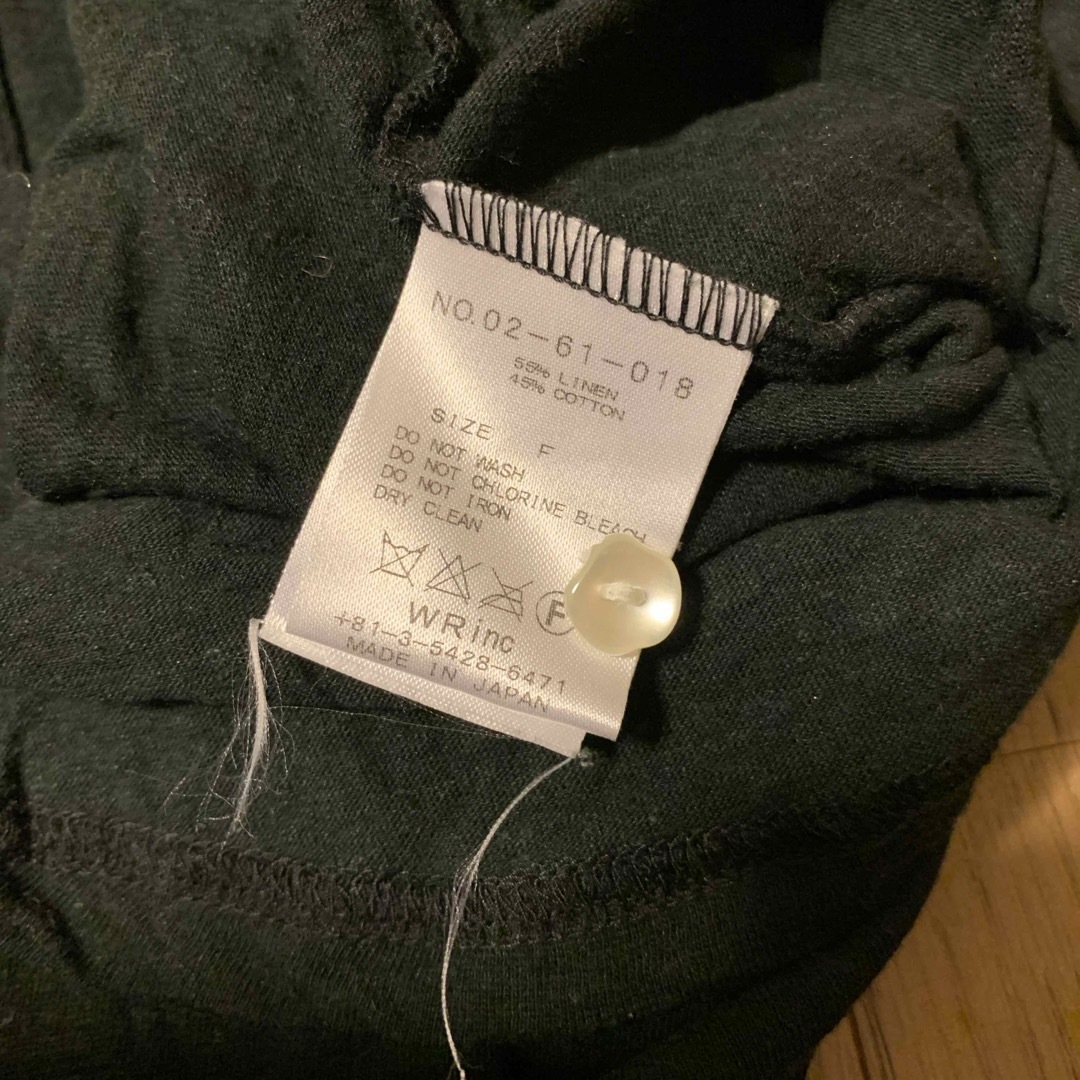 NO.02-61-018
55% LINEN
45% COTTON
SIZE F
DO NOT WASH
DO NOT CHLORINE BLEACH
DO NOT IRON
DRY CLEAN
F
WRinc
+81-3-5428-6471
MADE IN JAPAN